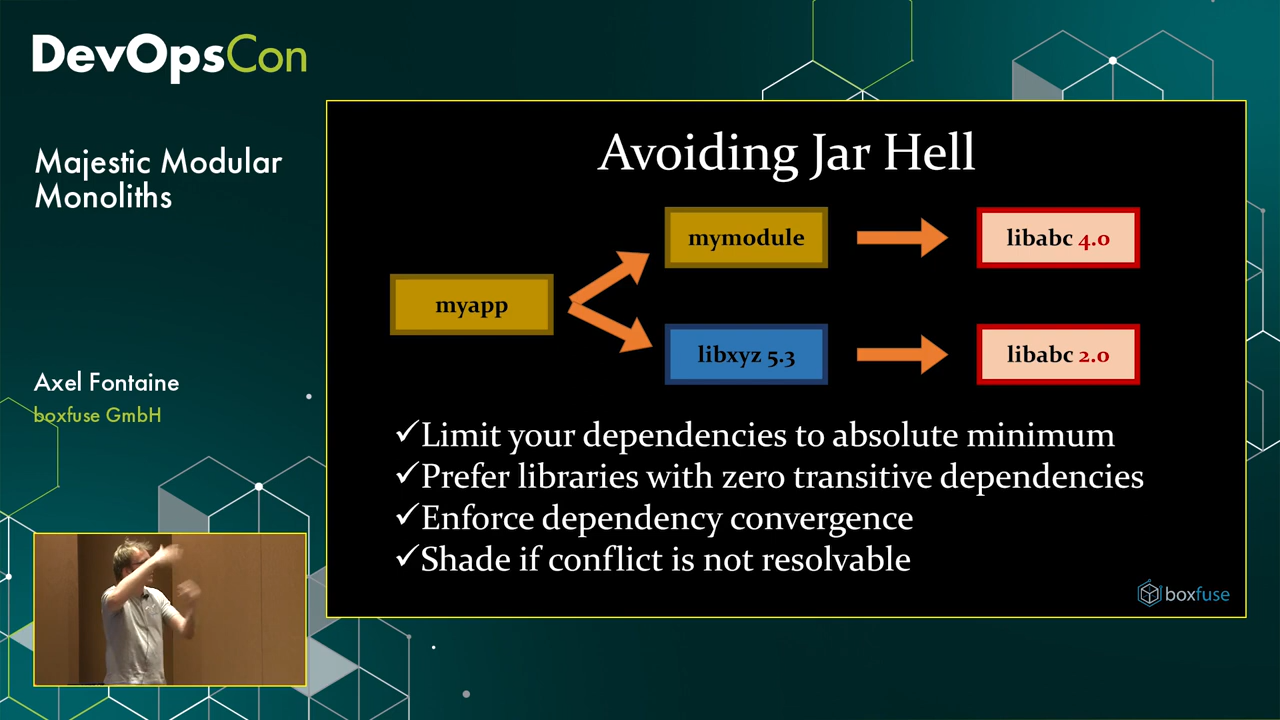 DevOpsCon
Majestic Modular
Monoliths
Axel Fontaine
boxfuse GmbH
Avoiding Jar Hell
myapp
mymodule
libabc 4.0
libxyz 5.3
libabc 2.0
✓Limit your dependencies to absolute minimum
✓Prefer libraries with zero transitive dependencies
✓Enforce dependency convergence
✓Shade if conflict is not resolvable
boxfuse